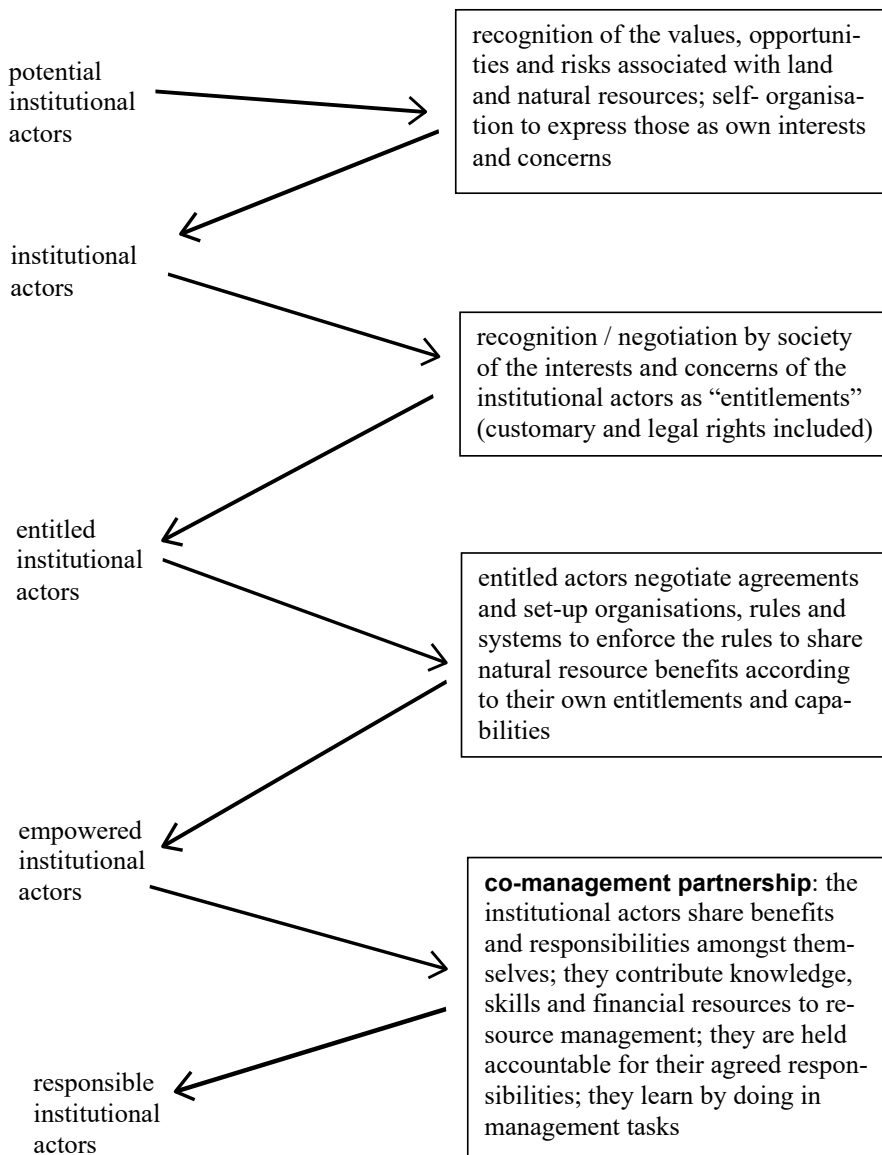 potential
institutional
actors
recognition of the values, opportuni-
ties and risks associated with land
and natural resources; self- organisa-
tion to express those as own interests
and concerns
institutional
actors
recognition / negotiation by society
of the interests and concerns of the
institutional actors as “entitlements”
(customary and legal rights included)
entitled
institutional
actors
entitled actors negotiate agreements
and set-up organisations, rules and
systems to enforce the rules to share
natural resource benefits according
to their own entitlements and capa-
bilities
empowered
institutional
actors
co-management partnership: the
institutional actors share benefits
and responsibilities amongst them-
selves; they contribute knowledge,
skills and financial resources to re-
source management; they are held
accountable for their agreed respon-
sibilities; they learn by doing in
management tasks
responsible
institutional
actors